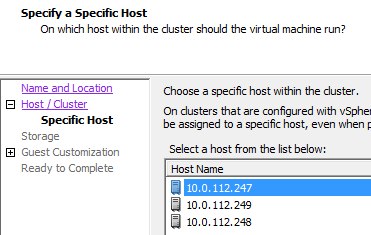 Specify a Specific Host
On which host within the cluster should the virtual machine run?
Name and Location
Host / Cluster
Specific Host
Storage
Guest Customization
Ready to Complete
Choose a specific host within the cluster.
On clusters that are configured with vSphere
be assigned to a specific host, even when
Select a host from the list below:
Host Name
10.0.112.247
10.0.112.249
10.0.112.248